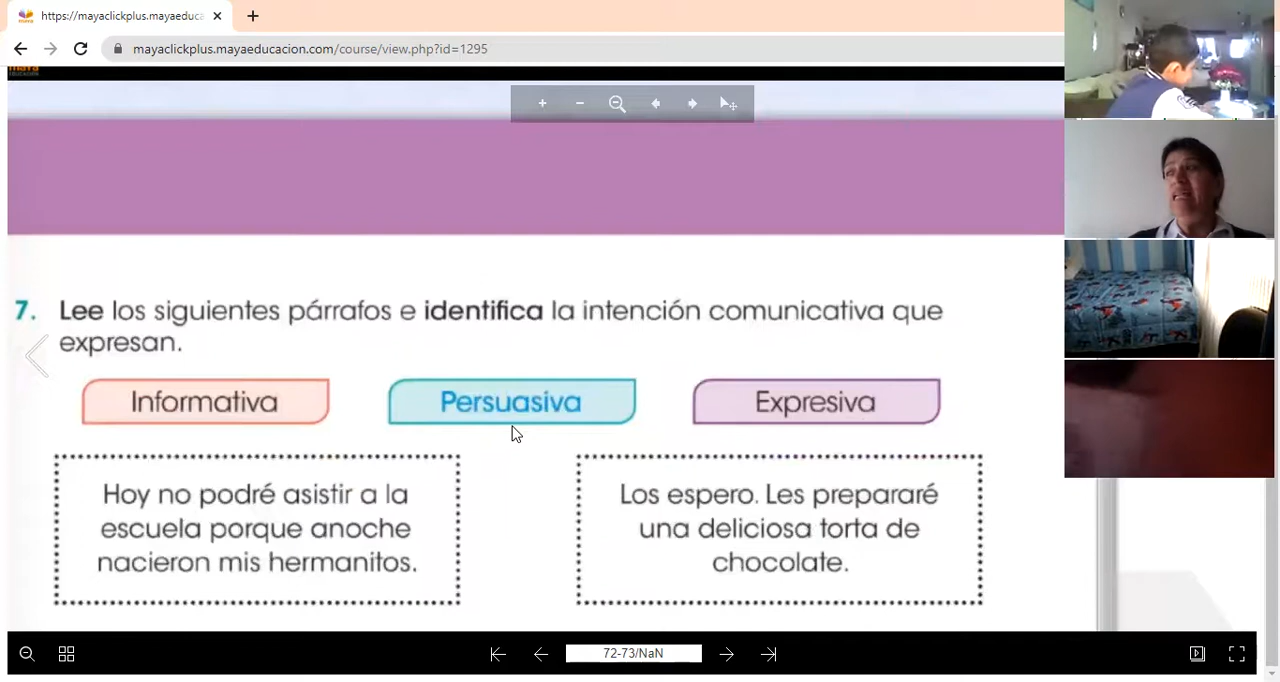 https://mayaclickplus.mayaeduca
mayaclickplus.mayaeducacion.com/course/view.php?id=1295
7. Lee los siguientes párrafos e identifica la intención comunicativa que
expresan.
Informativa
Persuasiva
Expresiva
Hoy no podré asistir a la
escuela porque anoche
nacieron mis hermanitos.
Los espero. Les prepararé
una deliciosa torta de
chocolate.
72-73/NaN